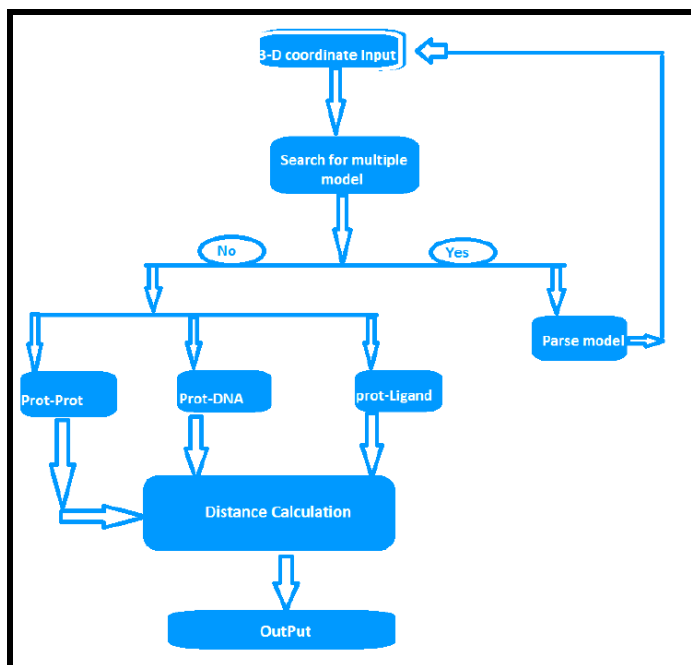 3-D coordinate Input
Search for multiple
model
No
Yes
Parse model
Prot-Prot
Prot-DNA
prot-Ligand
Distance Calculation
OutPut